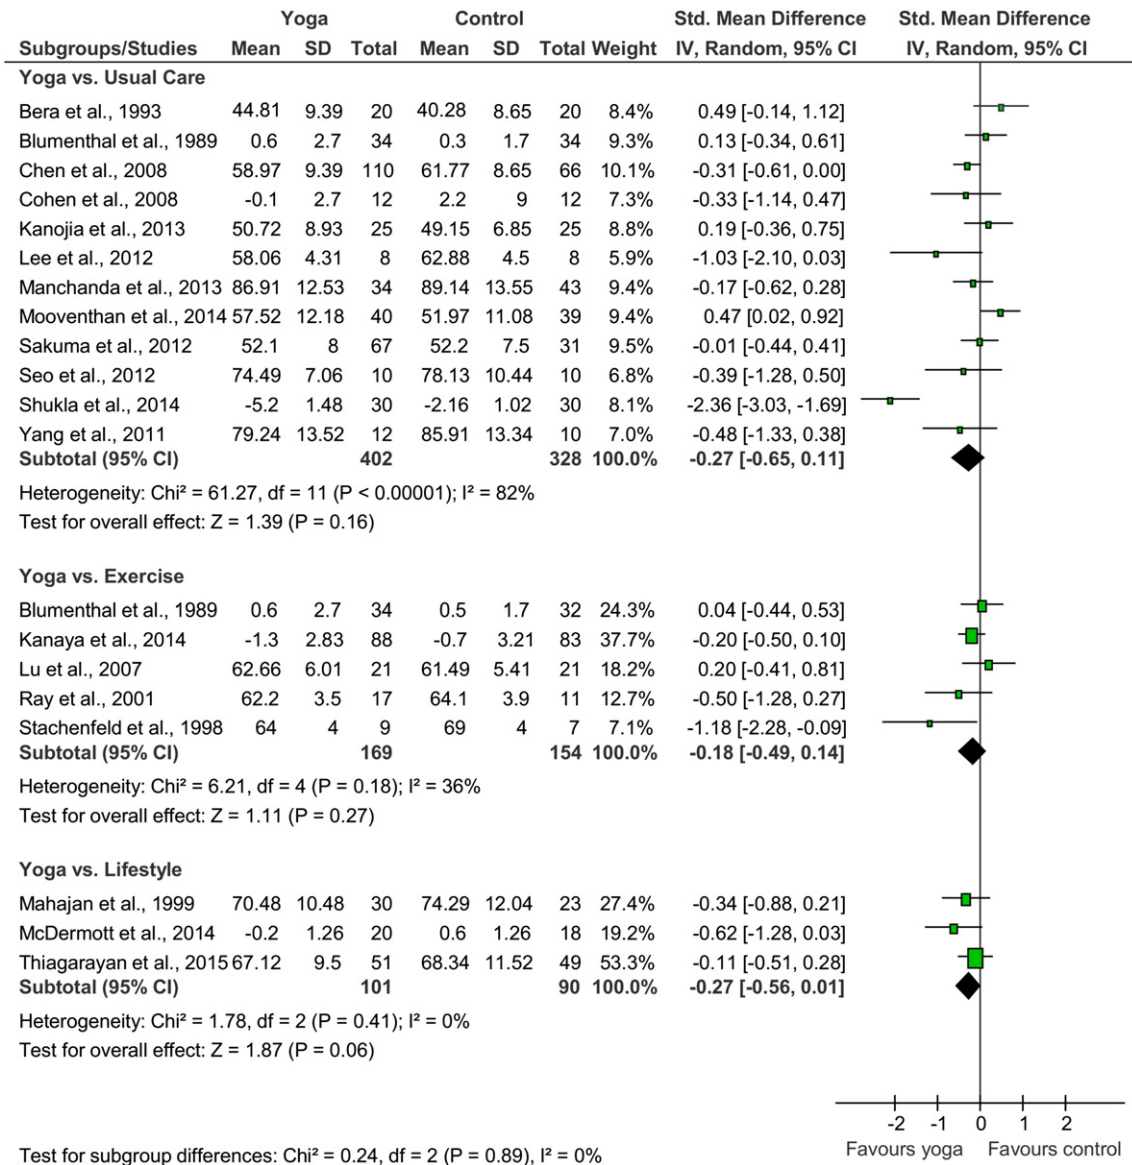 Yoga Control Std. Mean Difference Std. Mean Difference
Subgroups/Studies Mean SD Total Mean SD Total Weight IV, Random, 95% CI IV, Random, 95% CI
Yoga vs. Usual Care
Bera et al., 1993 44.81 9.39 20 40.28 8.65 20 8.4% 0.49 [-0.14, 1.12]
Blumenthal et al., 1989 0.6 2.7 34 0.3 1.7 34 9.3% 0.13 [-0.34, 0.61]
Chen et al., 2008 58.97 9.39 110 61.77 8.65 66 10.1% -0.31 [-0.61, 0.00]
Cohen et al., 2008 -0.1 2.7 12 2.2 9 12 7.3% -0.33 [-1.14, 0.47]
Kanojia et al., 2013 50.72 8.93 25 49.15 6.85 25 8.8% 0.19 [-0.36, 0.75]
Lee et al., 2012 58.06 4.31 8 62.88 4.5 8 5.9% -1.03 [-2.10, 0.03]
Manchanda et al., 2013 86.91 12.53 34 89.14 13.55 43 9.4% -0.17 [-0.62, 0.28]
Mooventhan et al., 2014 57.52 12.18 40 51.97 11.08 39 9.4% 0.47 [0.02, 0.92]
Sakuma et al., 2012 52.1 8 67 52.2 7.5 31 9.5% -0.01 [-0.44, 0.41]
Seo et al., 2012 74.49 7.06 10 78.13 10.44 10 6.8% -0.39 [-1.28, 0.50]
Shukla et al., 2014 -5.2 1.48 30 -2.16 1.02 30 8.1% -2.36 [-3.03, -1.69]
Yang et al., 2011 79.24 13.52 12 85.91 13.34 10 7.0% -0.48 [-1.33, 0.38]
Subtotal (95% CI) 402 328 100.0% -0.27 [-0.65, 0.11]
Heterogeneity: Chi² = 61.27, df = 11 (P < 0.00001); I² = 82%
Test for overall effect: Z = 1.39 (P = 0.16)
Yoga vs. Exercise
Blumenthal et al., 1989 0.6 2.7 34 0.5 1.7 32 24.3% 0.04 [-0.44, 0.53]
Kanaya et al., 2014 -1.3 2.83 88 -0.7 3.21 83 37.7% -0.20 [-0.50, 0.10]
Lu et al., 2007 62.66 6.01 21 61.49 5.41 21 18.2% 0.20 [-0.41, 0.81]
Ray et al., 2001 62.2 3.5 17 64.1 3.9 11 12.7% -0.50 [-1.28, 0.27]
Stachenfeld et al., 1998 64 4 9 69 4 7 7.1% -1.18 [-2.28, -0.09]
Subtotal (95% CI) 169 154 100.0% -0.18 [-0.49, 0.14]
Heterogeneity: Chi² = 6.21, df = 4 (P = 0.18); I² = 36%
Test for overall effect: Z = 1.11 (P = 0.27)
Yoga vs. Lifestyle
Mahajan et al., 1999 70.48 10.48 30 74.29 12.04 23 27.4% -0.34 [-0.88, 0.21]
McDermott et al., 2014 -0.2 1.26 20 0.6 1.26 18 19.2% -0.62 [-1.28, 0.03]
Thiagarayan et al., 2015 67.12 9.5 51 68.34 11.52 49 53.3% -0.11 [-0.51, 0.28]
Subtotal (95% CI) 101 90 100.0% -0.27 [-0.56, 0.01]
Heterogeneity: Chi² = 1.78, df = 2 (P = 0.41); I² = 0%
Test for overall effect: Z = 1.87 (P = 0.06)
-2 -1 0 1 2
Favours yoga Favours control
Test for subgroup differences: Chi² = 0.24, df = 2 (P = 0.89), I² = 0%